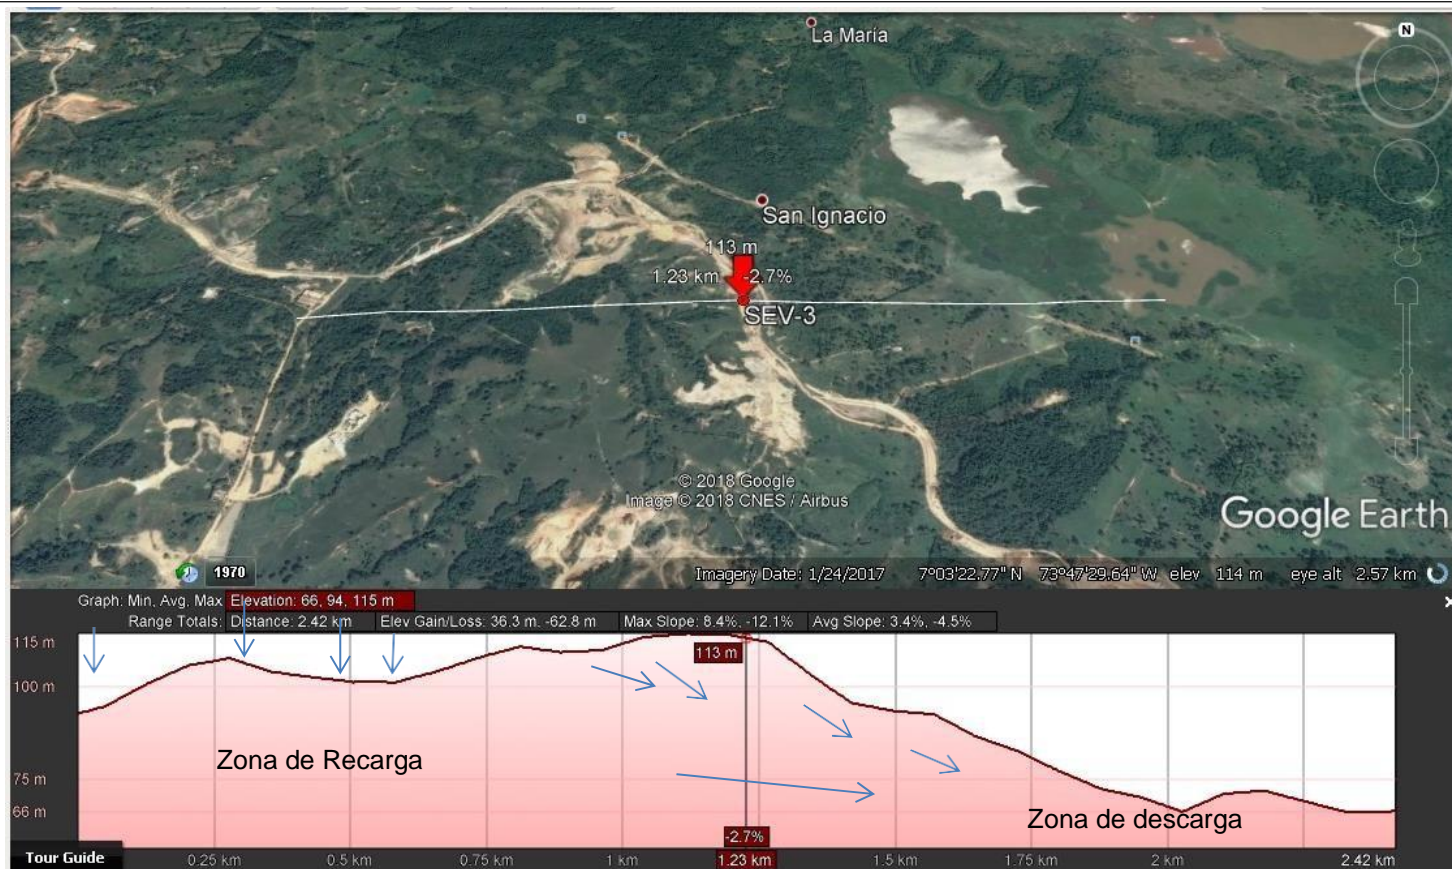 La María
N
San Ignacio
113 m
1.23 km -2.7%
SEV-3
© 2018 Google
Image © 2018 CNES / Airbus
Google Earth
1970
Imagery Date: 1/24/2017 7°03'22.77" N 73°47'29.64" W elev 114 m eye alt 2.57 km
Graph: Min, Avg, Max Elevation: 66, 94, 115 m
Range Totals: Distance: 2.42 km Elev Gain/Loss: 36.3 m, -62.8 m Max Slope: 8.4%, -12.1% Avg Slope: 3.4%, -4.5%
115 m
113 m
100 m
Zona de Recarga
75 m
66 m
Zona de descarga
-2.7%
Tour Guide 0.25 km 0.5 km 0.75 km 1 km 1.23 km 1.5 km 1.75 km 2 km 2.42 km